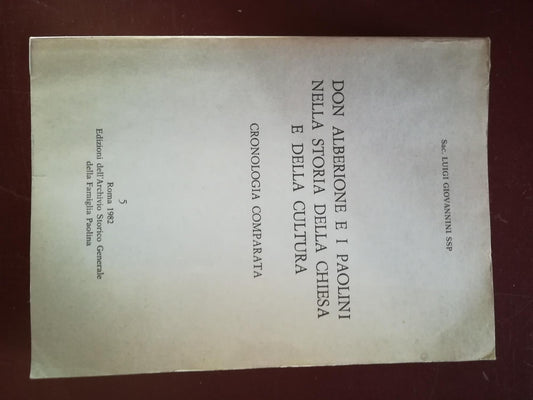 Sac. LUIGI GIOVANNINI SSP
DON ALBERIONE E I PAOLINI
NELLA STORIA DELLA CHIESA
E DELLA CULTURA
CRONOLOGIA COMPARATA
5
Roma 1982
Edizioni dell'Archivio Storico Generale
della Famiglia Paolina